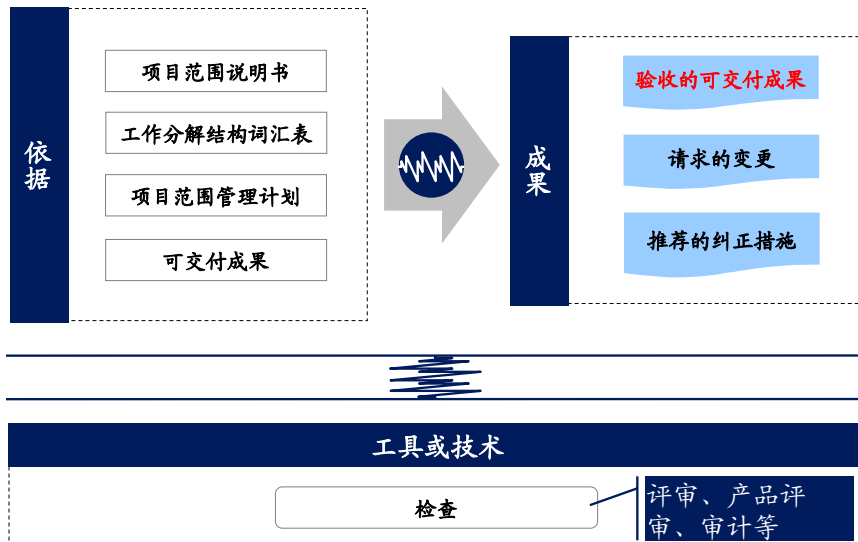 依据
项目范围说明书
工作分解结构词汇表
项目范围管理计划
可交付成果
成果
验收的可交付成果
请求的变更
推荐的纠正措施
工具或技术
检查
评审、产品评
审、审计等